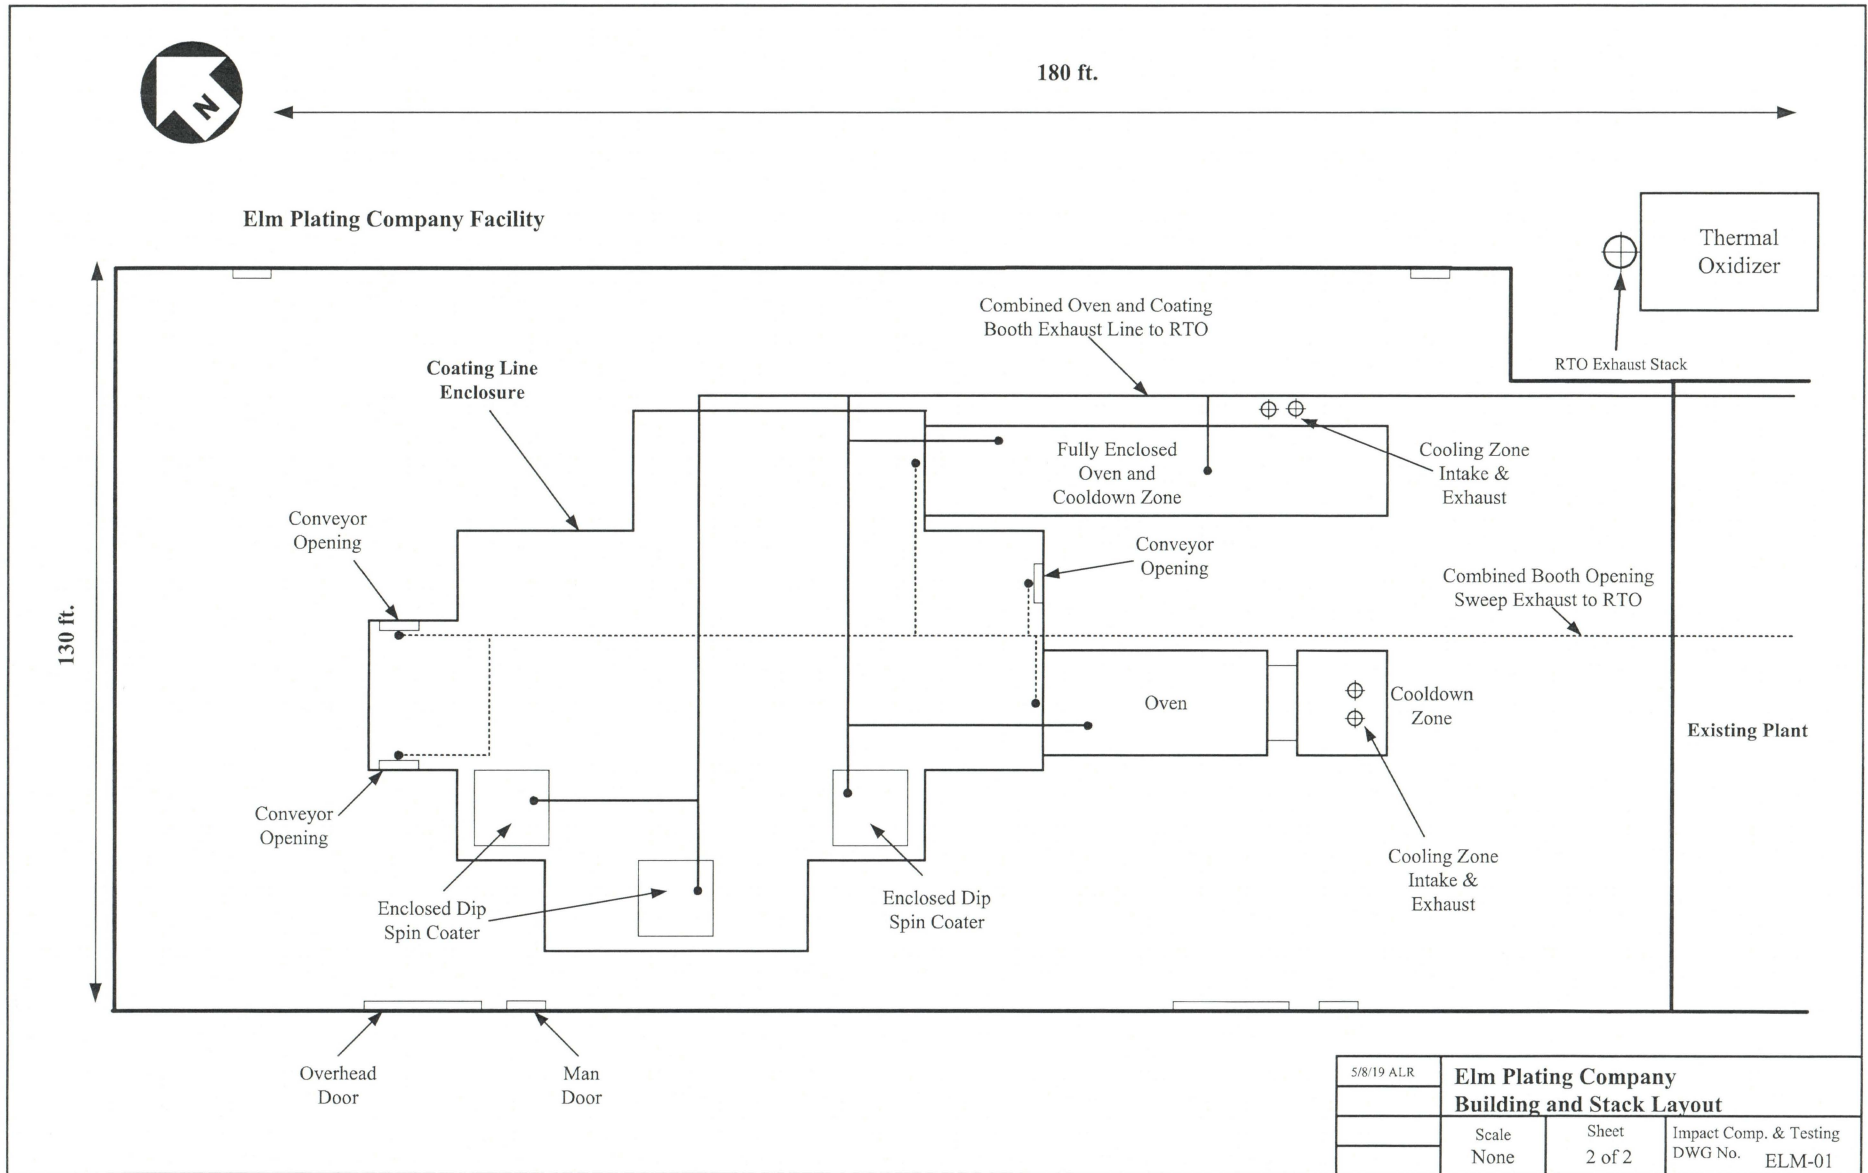 180 ft.
N
Elm Plating Company Facility
Thermal
Oxidizer
RTO Exhaust Stack
Combined Oven and Coating
Booth Exhaust Line to RTO
Coating Line
Enclosure
Fully Enclosed
Oven and
Cooldown Zone
Cooling Zone
Intake &
Exhaust
Conveyor
Opening
Conveyor
Opening
Combined Booth Opening
Sweep Exhaust to RTO
130 ft.
Oven
Cooldown
Zone
Existing Plant
Conveyor
Opening
Cooling Zone
Intake &
Exhaust
Enclosed Dip
Spin Coater
Enclosed Dip
Spin Coater
Overhead
Door
Man
Door
5/8/19 ALR
Elm Plating Company
Building and Stack Layout
Scale
None
Sheet
2 of 2
Impact Comp. & Testing
DWG No. ELM-01